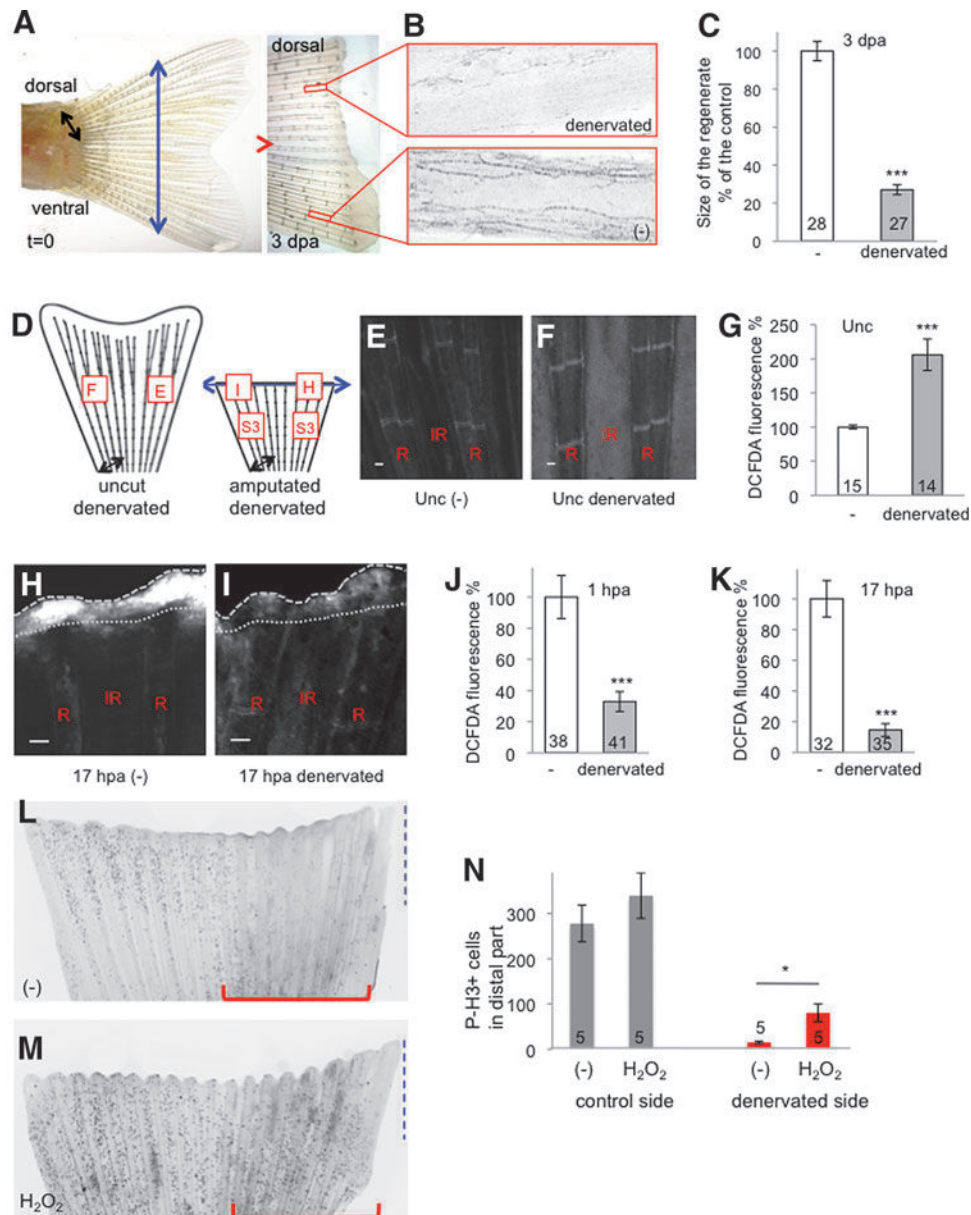 A
dorsal
ventral
t=0
dorsal
3 dpa
B
denervated
(-)
C
Size of the regenerate
% of the control
120
100
80
60
40
20
0
3 dpa
***
28
27
-
denervated
D
F
E
I
H
S3
S3
uncut
denervated
amputated
denervated
E
IR
R
R
Unc (-)
F
IR
R
R
Unc denervated
G
DCFDA fluorescence %
250
200
150
100
50
0
Unc
***
15
14
-
denervated
H
R
IR
R
17 hpa (-)
I
R
IR
R
17 hpa denervated
J
DCFDA fluorescence %
100
80
60
40
20
0
1 hpa
***
38
41
-
denervated
K
DCFDA fluorescence %
100
80
60
40
20
0
17 hpa
***
32
35
-
denervated
L
(-)
M
H₂O₂
N
P-H3+ cells
in distal part
300
200
100
0
*
5
5
5
5
(-)
H₂O₂
(-)
H₂O₂
control side
denervated side